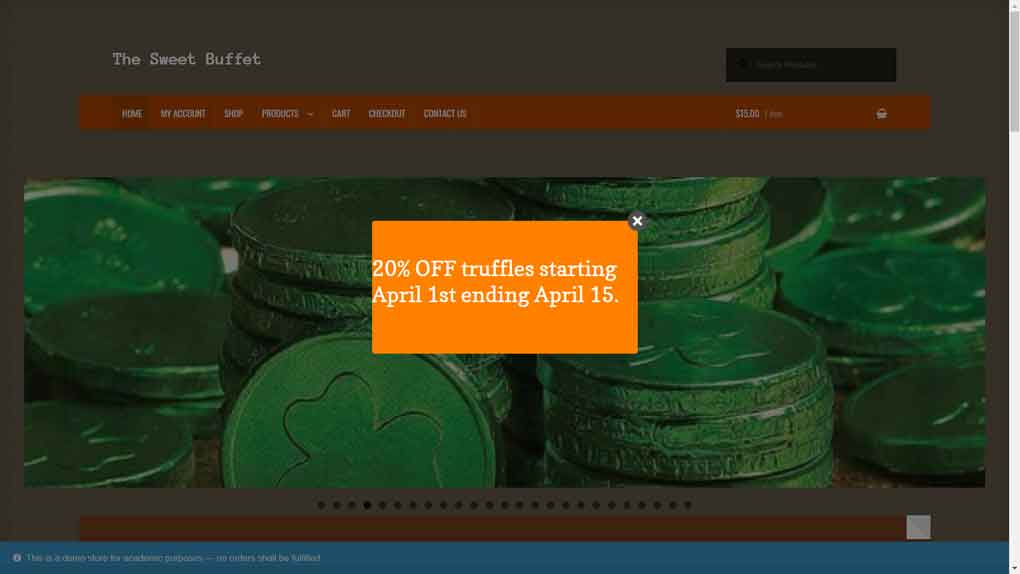 The Sweet Buffet
Search Products…
HOME MY ACCOUNT SHOP PRODUCTS CART CHECKOUT CONTACT US $15.00 1 item
20% OFF truffles starting
April 1st ending April 15.
This is a demo store for academic purposes — no orders shall be fulfilled.